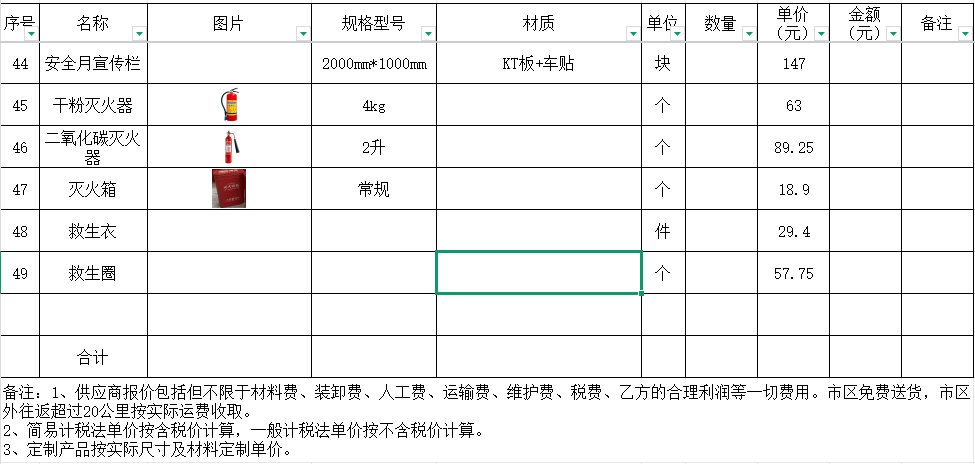 序号 名称 图片 规格型号 材质 单位 数量 单价（元） 金额（元） 备注
44 安全月宣传栏 2000mm*1000mm KT板+车贴 块 147
45 干粉灭火器 4kg 个 63
46 二氧化碳灭火器 2升 个 89.25
47 灭火箱 常规 个 18.9
48 救生衣 件 29.4
49 救生圈 个 57.75
合计
备注：1、供应商报价包括但不限于材料费、装卸费、人工费、运输费、维护费、税费、乙方的合理利润等一切费用。市区免费送货，市区
外往返超过20公里按实际运费收取。
2、简易计税法单价按含税价计算，一般计税法单价按不含税价计算。
3、定制产品按实际尺寸及材料定制单价。